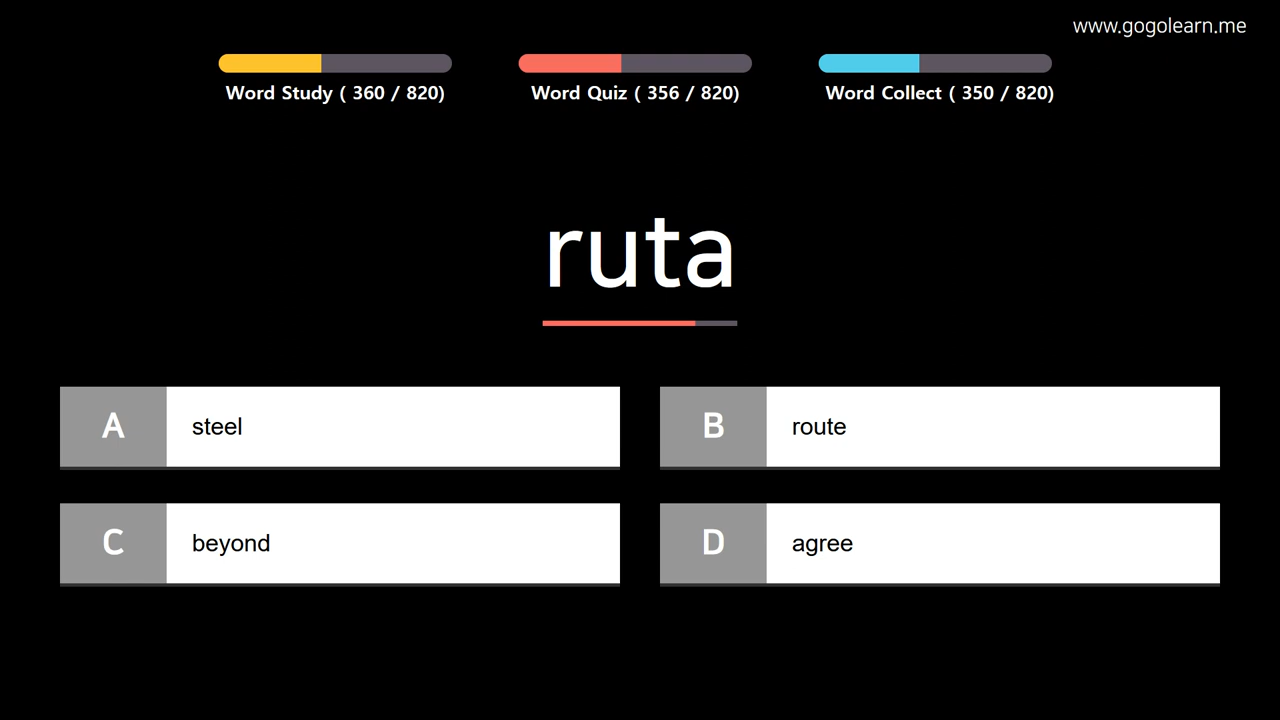 www.gogolearn.me
Word Study ( 360 / 820)
Word Quiz ( 356 / 820)
Word Collect ( 350 / 820)
ruta
A steel
B route
C beyond
D agree